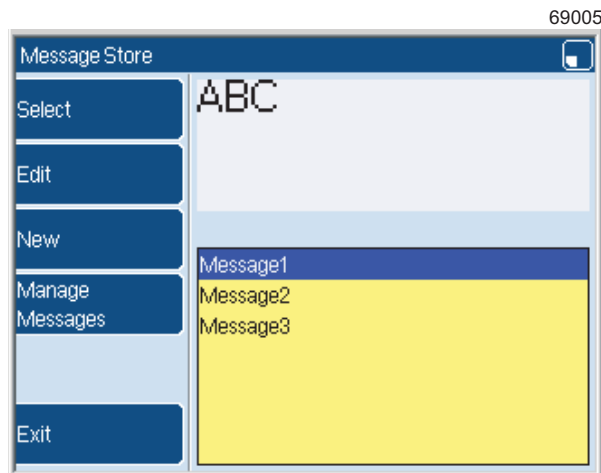 69005
Message Store
Select
Edit
New
Manage
Messages
Exit
ABC
Message1
Message2
Message3